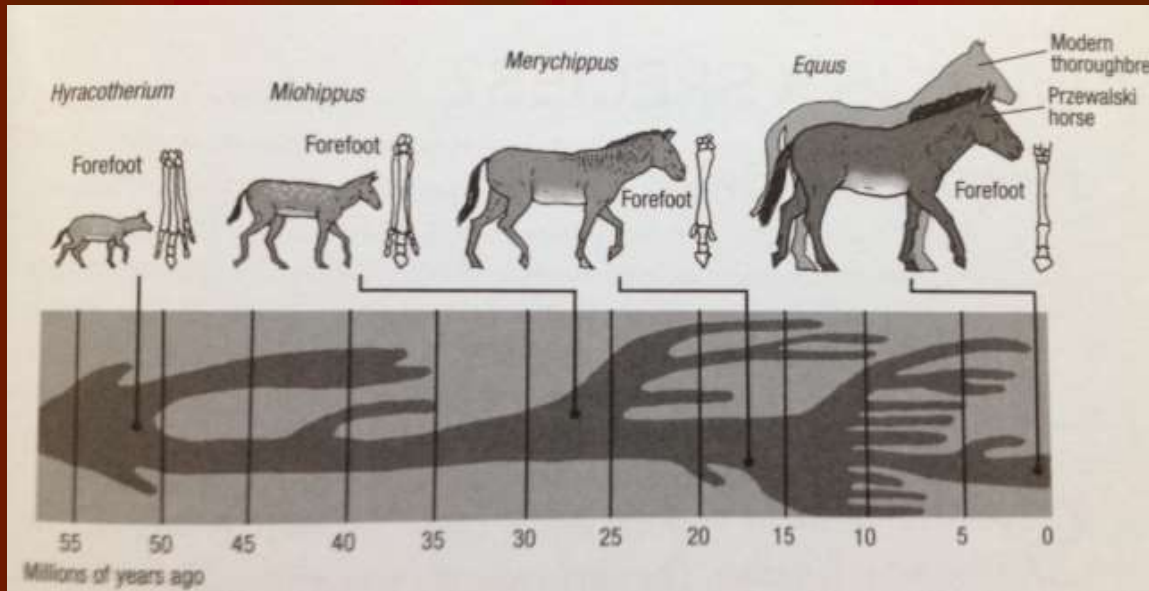 Hyracotherium
Miohippus
Merychippus
Equus
Modern
thoroughbre
Przewalski
horse
Forefoot
Forefoot
Forefoot
Forefoot
55 50 45 40 35 30 25 20 15 10 5 0
Millions of years ago